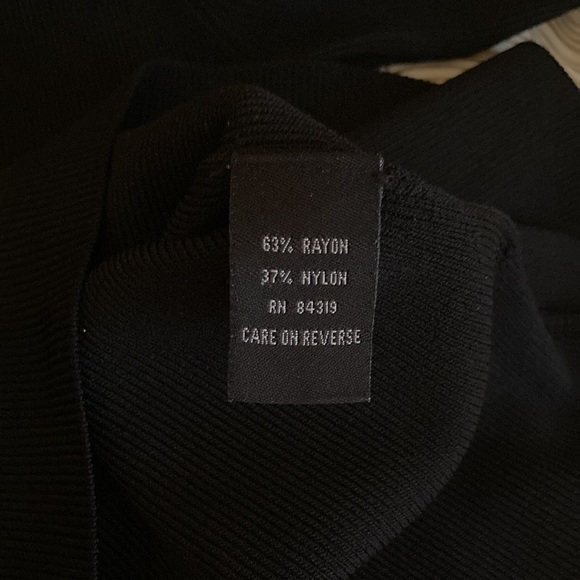 63% RAYON
37% NYLON
RN 84319
CARE ON REVERSE